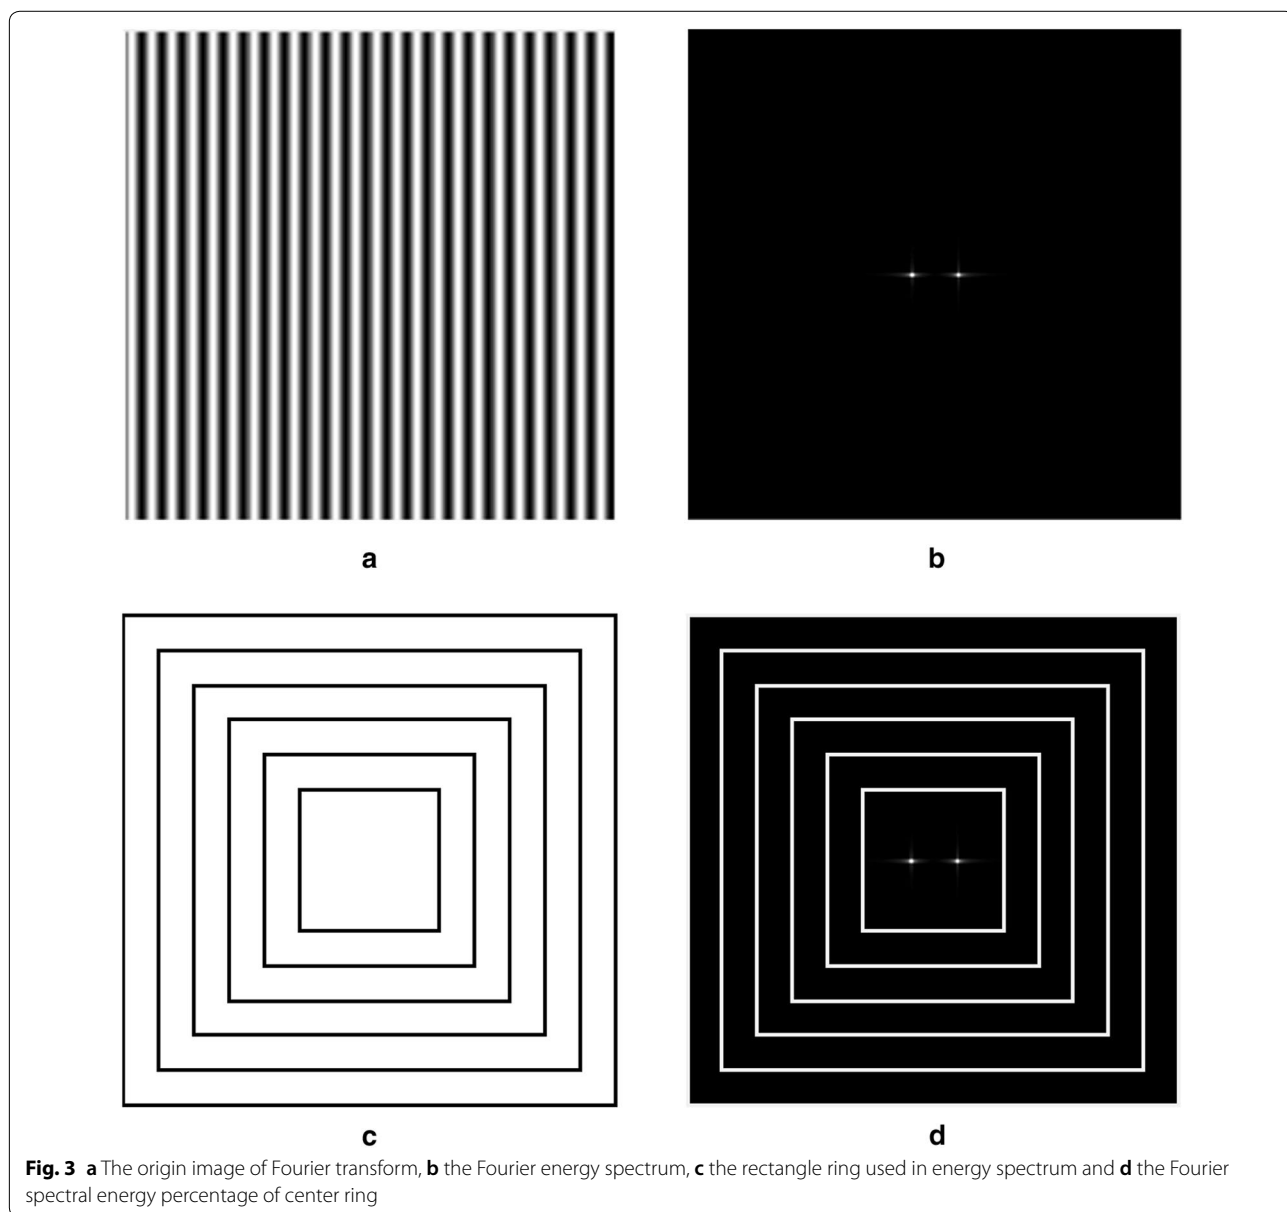 a
b
c
d
Fig. 3 a The origin image of Fourier transform, b the Fourier energy spectrum, c the rectangle ring used in energy spectrum and d the Fourier
spectral energy percentage of center ring